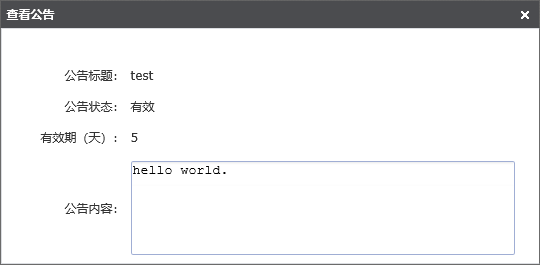 查看公告
公告标题： test
公告状态： 有效
有效期（天）： 5
公告内容： hello world.